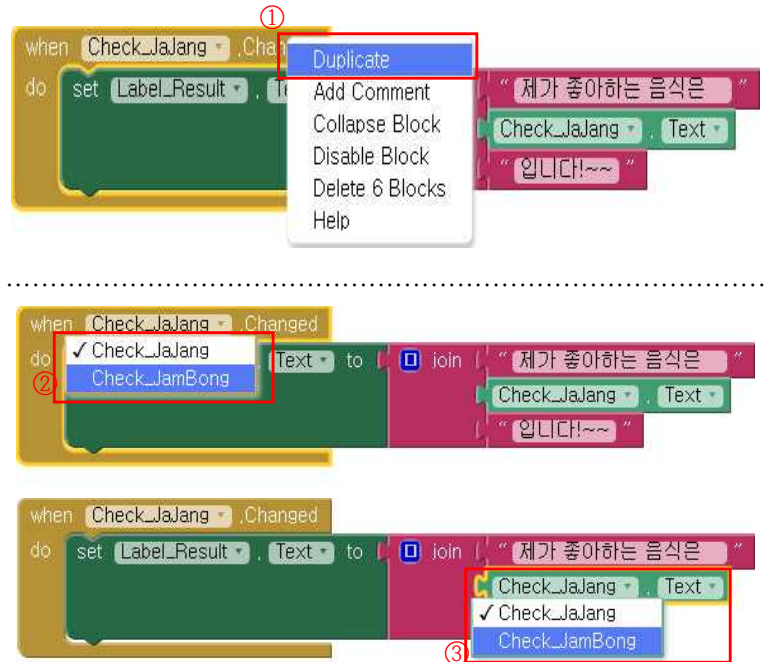 ①
when Check_JaJang .Chan
Duplicate
do set Label_Result . Te
Add Comment
Collapse Block
Disable Block
Delete 6 Blocks
Help
" 제가 좋아하는 음식은 "
Check_JaJang . Text
" 입니다!~~ "
when Check_JaJang .Changed
② ✓ Check_JaJang
Check_JamBong
do . Text to join " 제가 좋아하는 음식은 "
Check_JaJang . Text
" 입니다!~~ "
when Check_JaJang .Changed
do set Label_Result . Text to join " 제가 좋아하는 음식은 "
Check_JaJang . Text
③ ✓ Check_JaJang
Check_JamBong